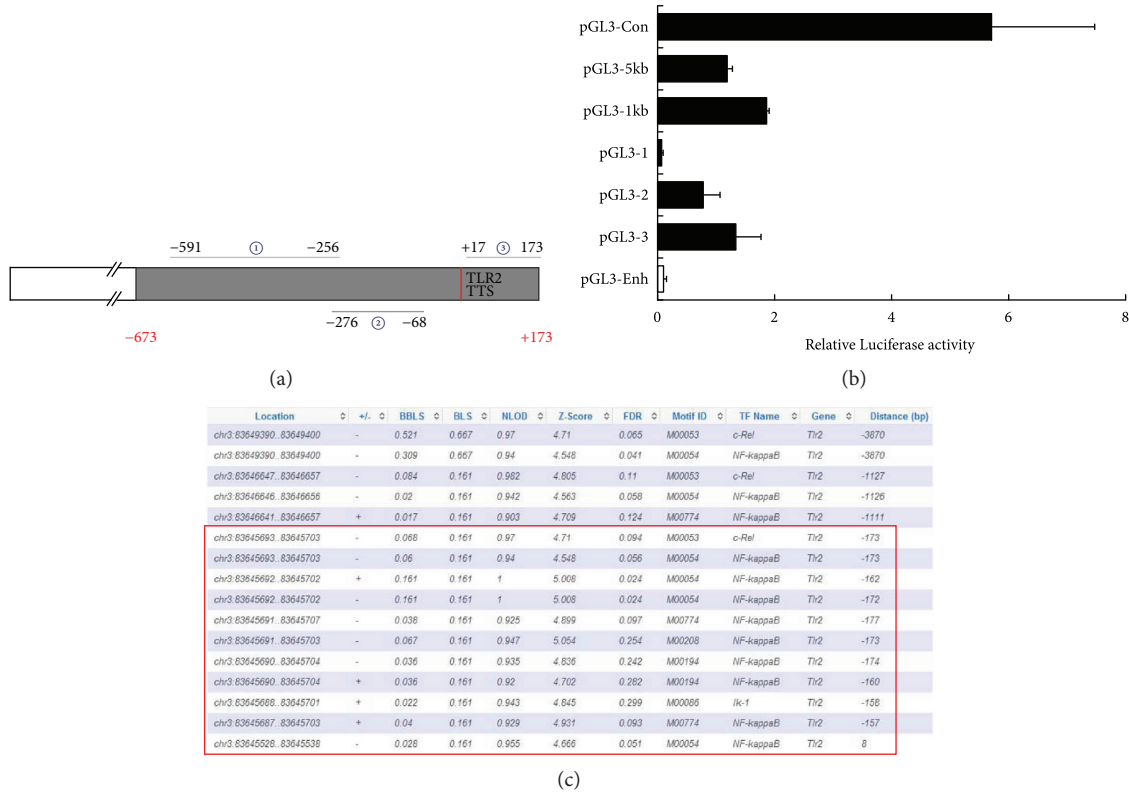 −591 ① −256
+17 ③ 173
TLR2
TTS
−276 ② −68
−673
+173
(a)
pGL3-Con
pGL3-5kb
pGL3-1kb
pGL3-1
pGL3-2
pGL3-3
pGL3-Enh
0 2 4 6 8
Relative Luciferase activity
(b)
Location +/- BBLS BLS NLOD Z-Score FDR Motif ID TF Name Gene Distance (bp)
chr3:83649390..83649400 - 0.521 0.667 0.97 4.71 0.065 M00053 c-Rel Tlr2 -3870
chr3:83649390..83649400 - 0.309 0.667 0.94 4.548 0.041 M00054 NF-kappaB Tlr2 -3870
chr3:83646647..83646657 - 0.084 0.161 0.982 4.805 0.11 M00053 c-Rel Tlr2 -1127
chr3:83646646..83646656 - 0.02 0.161 0.942 4.563 0.058 M00054 NF-kappaB Tlr2 -1126
chr3:83646641..83646657 + 0.017 0.161 0.903 4.709 0.124 M00774 NF-kappaB Tlr2 -1111
chr3:83645693..83645703 - 0.068 0.161 0.97 4.71 0.094 M00053 c-Rel Tlr2 -173
chr3:83645693..83645703 - 0.06 0.161 0.94 4.548 0.056 M00054 NF-kappaB Tlr2 -173
chr3:83645692..83645702 + 0.161 0.161 1 5.008 0.024 M00054 NF-kappaB Tlr2 -162
chr3:83645692..83645702 - 0.161 0.161 1 5.008 0.024 M00054 NF-kappaB Tlr2 -172
chr3:83645691..83645707 - 0.038 0.161 0.925 4.899 0.097 M00774 NF-kappaB Tlr2 -177
chr3:83645691..83645703 - 0.067 0.161 0.947 5.054 0.254 M00208 NF-kappaB Tlr2 -173
chr3:83645690..83645704 - 0.036 0.161 0.935 4.836 0.242 M00194 NF-kappaB Tlr2 -174
chr3:83645690..83645704 + 0.036 0.161 0.92 4.702 0.282 M00194 NF-kappaB Tlr2 -160
chr3:83645688..83645701 + 0.022 0.161 0.943 4.845 0.299 M00086 Ik-1 Tlr2 -158
chr3:83645687..83645703 + 0.04 0.161 0.929 4.931 0.093 M00774 NF-kappaB Tlr2 -157
chr3:83645528..83645538 - 0.028 0.161 0.955 4.666 0.051 M00054 NF-kappaB Tlr2 8
(c)